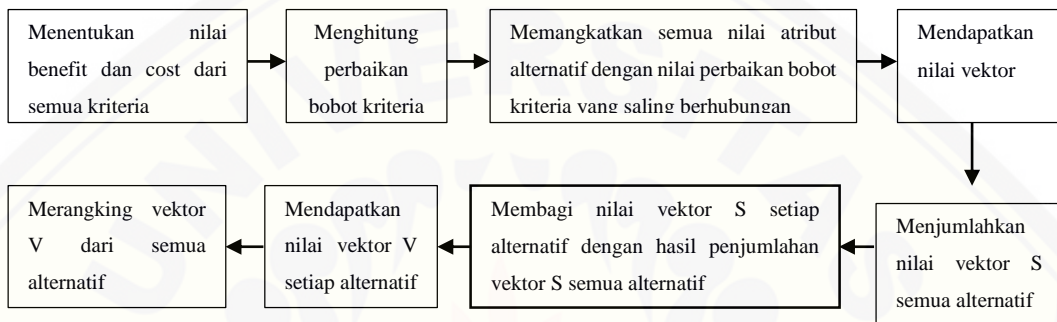 Menentukan nilai
benefit dan cost dari
semua kriteria
Menghitung
perbaikan
bobot kriteria
Memangkatkan semua nilai atribut
alternatif dengan nilai perbaikan bobot
kriteria yang saling berhubungan
Mendapatkan
nilai vektor
Menjumlahkan
nilai vektor S
semua alternatif
Membagi nilai vektor S setiap
alternatif dengan hasil penjumlahan
vektor S semua alternatif
Mendapatkan
nilai vektor V
setiap alternatif
Merangking vektor
V dari semua
alternatif
UNIVERSITAS